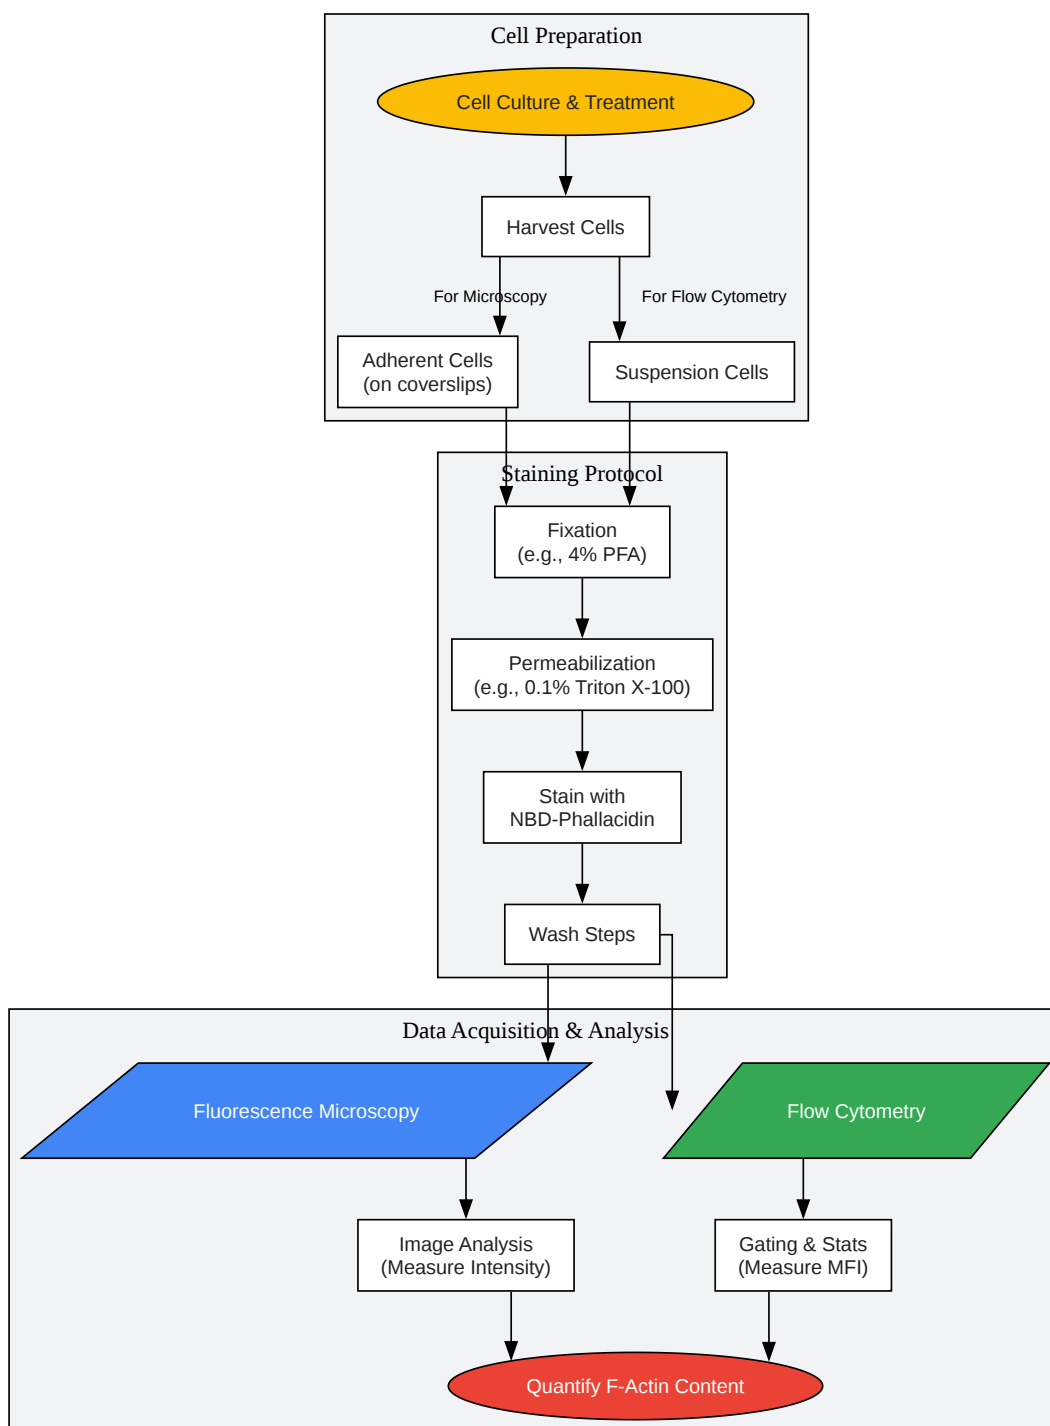 Cell Preparation
Cell Culture & Treatment
Harvest Cells
For Microscopy
For Flow Cytometry
Adherent Cells
(on coverslips)
Suspension Cells
Staining Protocol
Fixation
(e.g., 4% PFA)
Permeabilization
(e.g., 0.1% Triton X-100)
Stain with
NBD-Phallacidin
Wash Steps
Data Acquisition & Analysis
Fluorescence Microscopy
Flow Cytometry
Image Analysis
(Measure Intensity)
Gating & Stats
(Measure MFI)
Quantify F-Actin Content